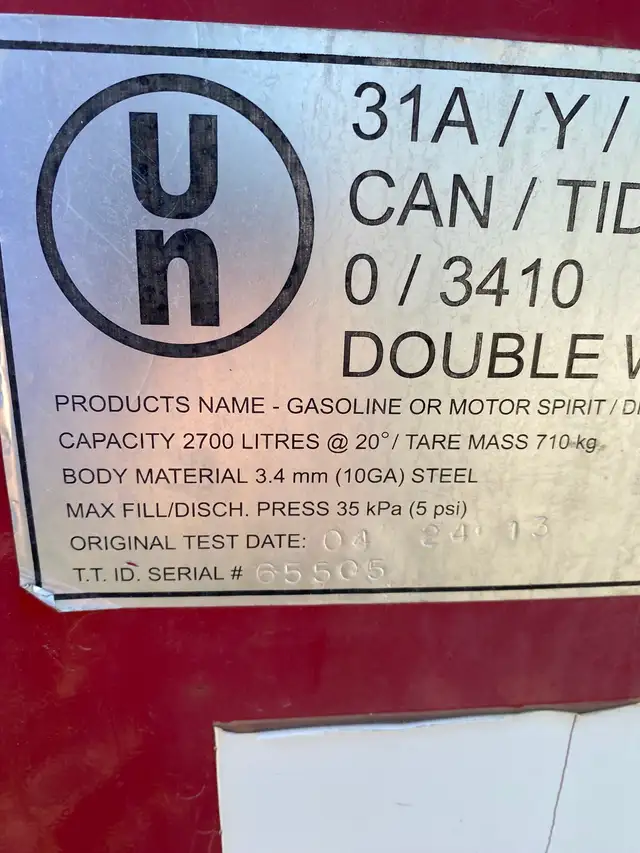 un
31A / Y /
CAN / TID
0 / 3410
DOUBLE
PRODUCTS NAME - GASOLINE OR MOTOR SPIRIT / DI
CAPACITY 2700 LITRES @ 20°/ TARE MASS 710 kg
BODY MATERIAL 3.4 mm (10GA) STEEL
MAX FILL/DISCH. PRESS 35 kPa (5 psi)
ORIGINAL TEST DATE: 04 24 13
T.T. ID. SERIAL # 65505